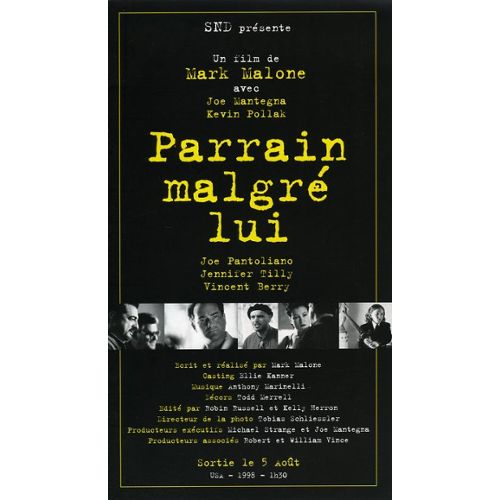 SND présente
Un film de
Mark Malone
avec
Joe Mantegna
Kevin Pollak
Parrain
malgré
lui
Joe Pantoliano
Jennifer Tilly
Vincent Berry
Ecrit et réalisé par Mark Malone
Casting Ellie Kanner
Musique Anthony Marinelli
Décors Todd Merrell
Edité par Robin Russell et Kelly Herron
Directeur de la photo Tobias Schliessler
Producteurs exécutifs Michael Strange et Joe Mantegna
Producteurs associés Robert et William Vince
Sortie le 5 Août
USA - 1998 - 1h30